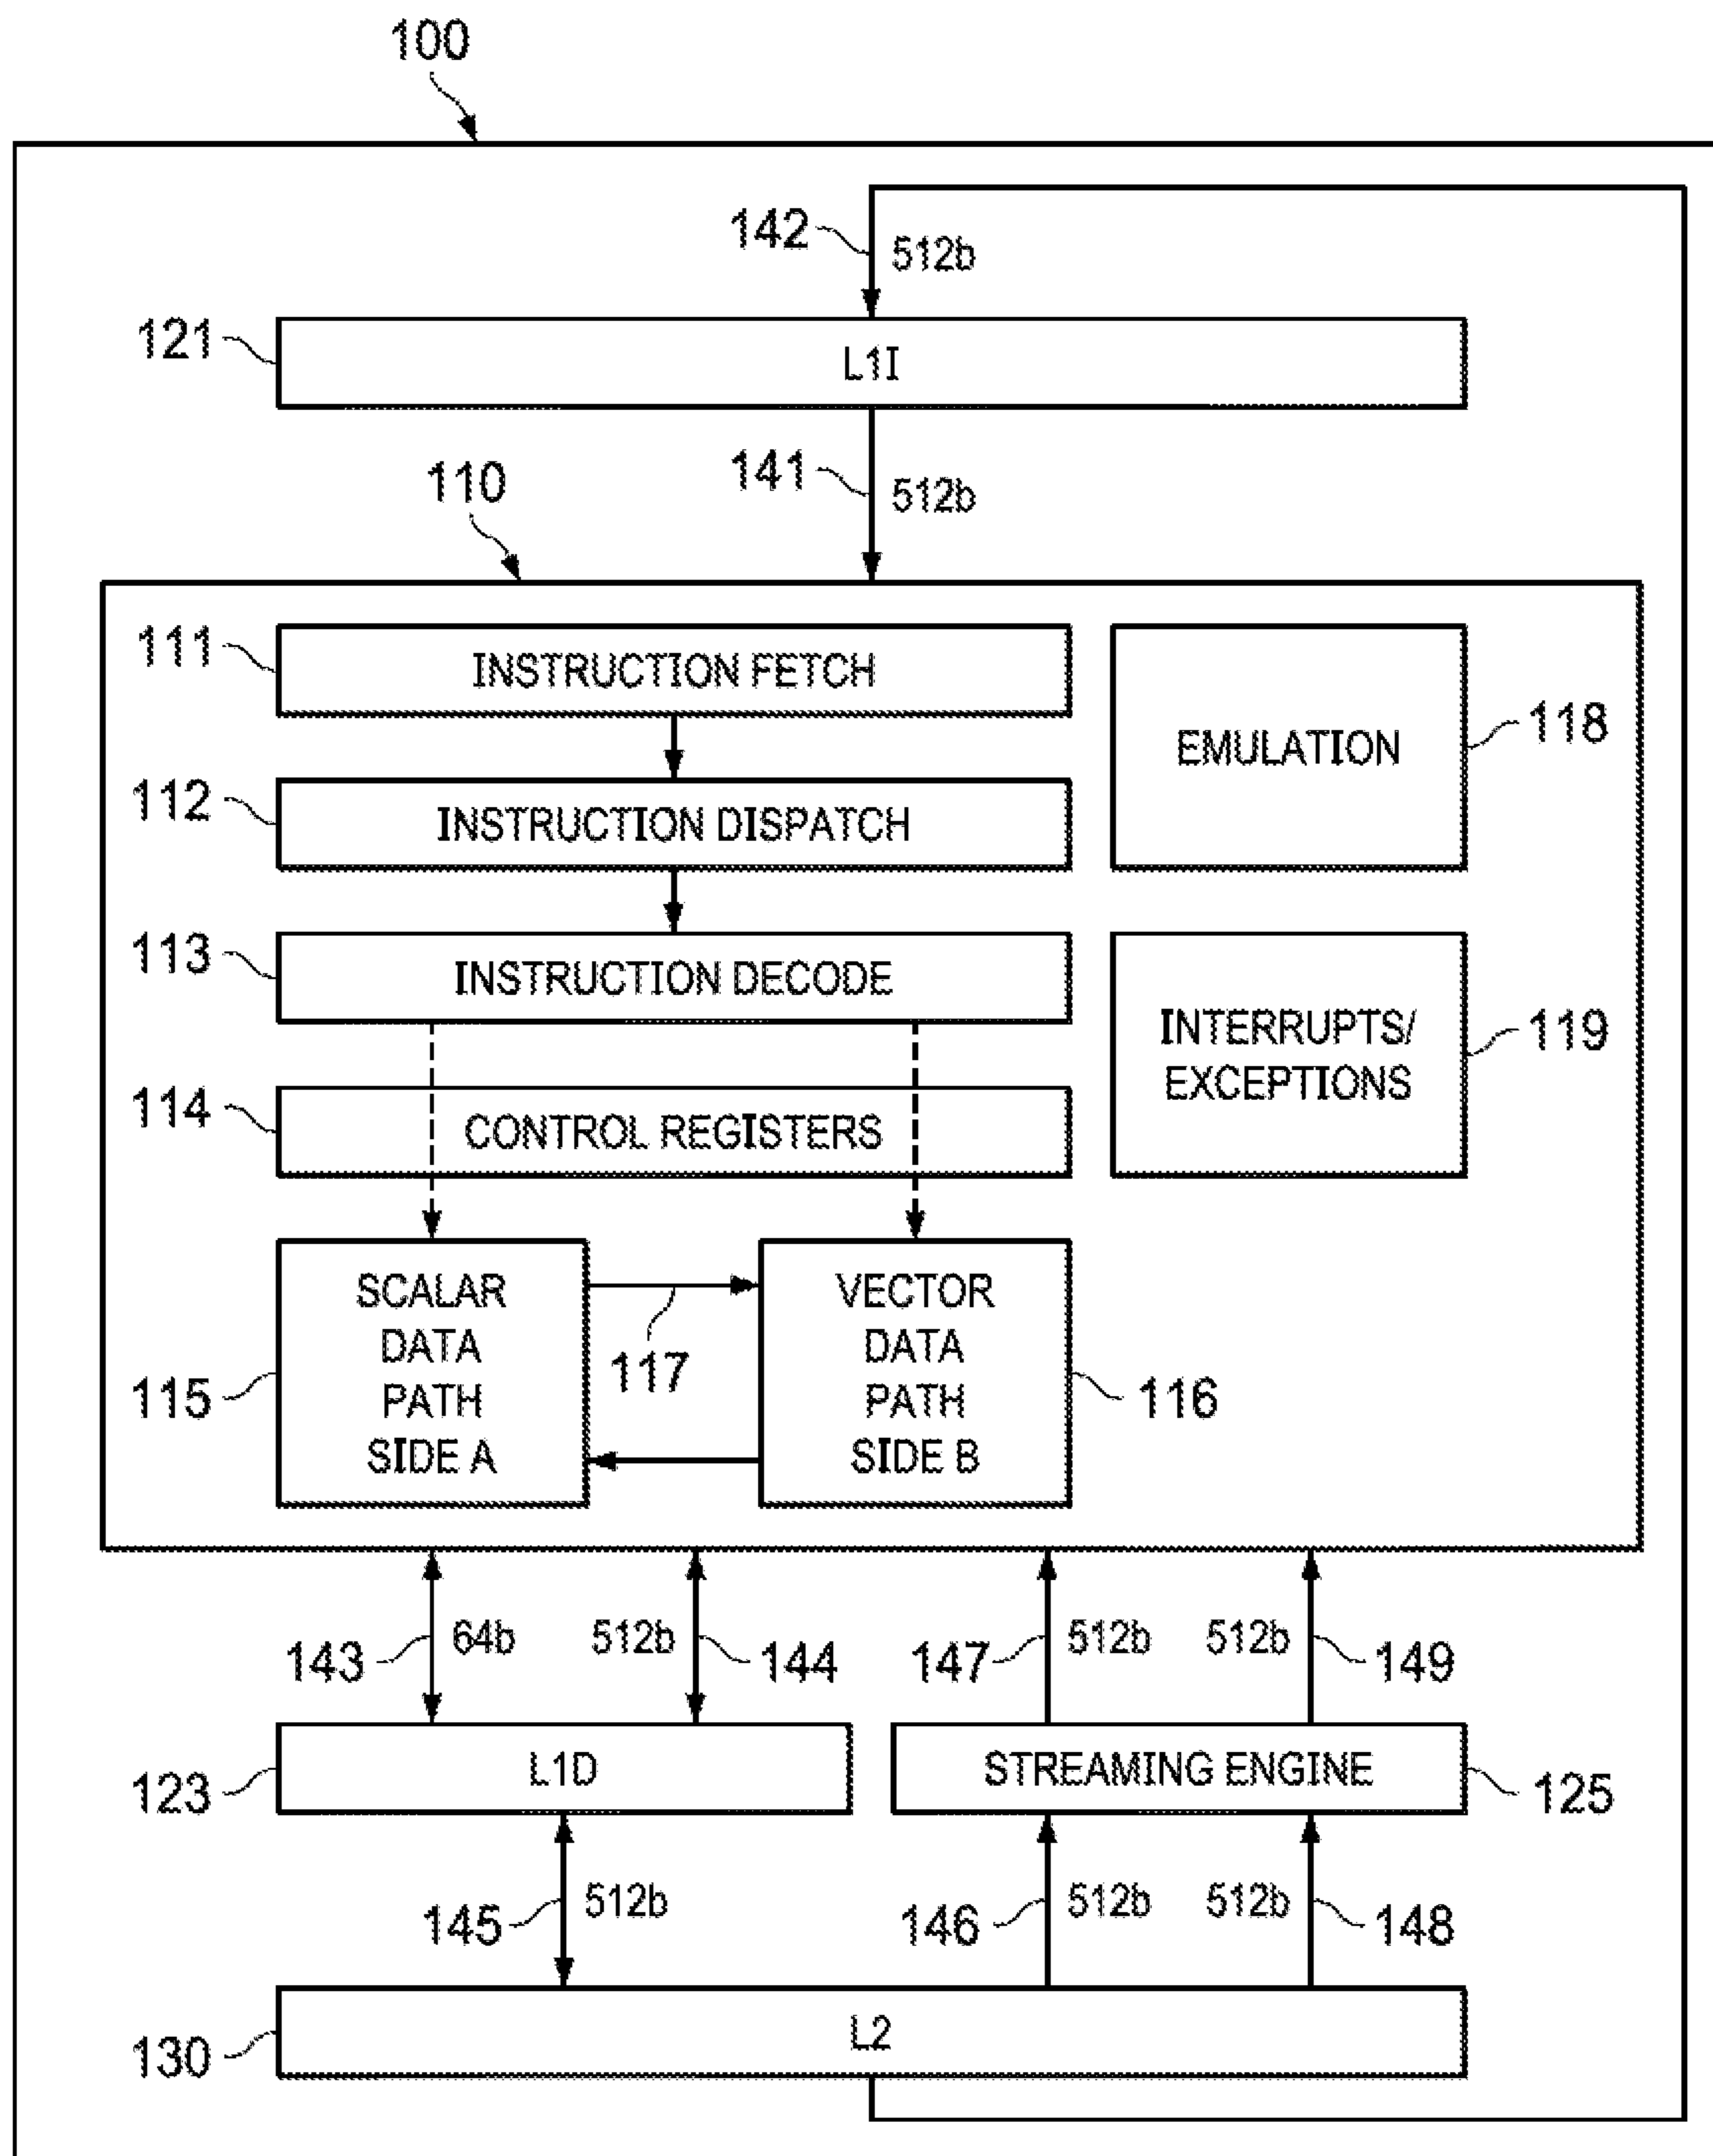 100
142
512b
121
L1I
141
512b
110
111
INSTRUCTION FETCH
118
EMULATION
112
INSTRUCTION DISPATCH
113
INSTRUCTION DECODE
119
INTERRUPTS/
EXCEPTIONS
114
CONTROL REGISTERS
115
SCALAR
DATA
PATH
SIDE A
117
VECTOR
DATA
PATH
SIDE B
116
143
64b
512b
144
147
512b
512b
149
123
L1D
STREAMING ENGINE
125
145
512b
146
512b
512b
148
130
L2